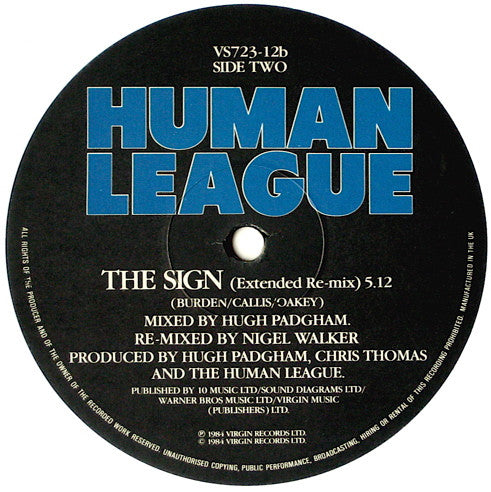 VS723-12b
SIDE TWO
HUMAN
LEAGUE
THE SIGN (Extended Re-mix) 5.12
(BURDEN/CALLIS/OAKEY)
MIXED BY HUGH PADGHAM.
RE-MIXED BY NIGEL WALKER
PRODUCED BY HUGH PADGHAM, CHRIS THOMAS
AND THE HUMAN LEAGUE.
PUBLISHED BY 10 MUSIC LTD/SOUND DIAGRAMS LTD/
WARNER BROS MUSIC LTD/VIRGIN MUSIC
(PUBLISHERS) LTD.
℗ 1984 VIRGIN RECORDS LTD.
© 1984 VIRGIN RECORDS LTD.
ALL RIGHTS OF THE PRODUCER AND OF THE OWNER OF THE RECORDED WORK RESERVED. UNAUTHORISED COPYING, PUBLIC PERFORMANCE, BROADCASTING, HIRING OR RENTAL OF THIS RECORDING PROHIBITED. MANUFACTURED IN THE UK